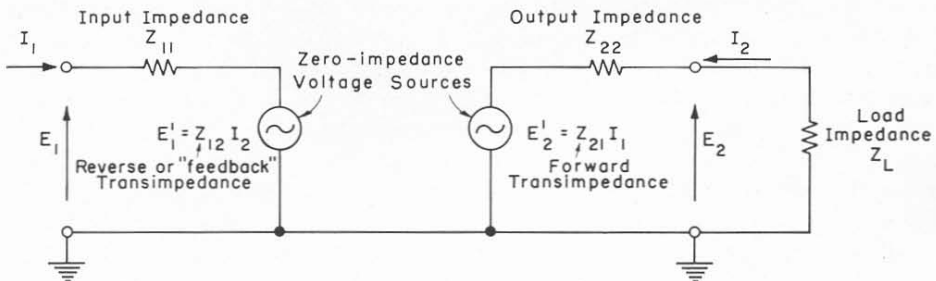 Input Impedance
Z11
I1
Zero-impedance
Voltage Sources
Output Impedance
Z22
I2
E1
E1' = Z12 I2
Reverse or "feedback"
Transimpedance
E2' = Z21 I1
Forward
Transimpedance
E2
Load
Impedance
ZL